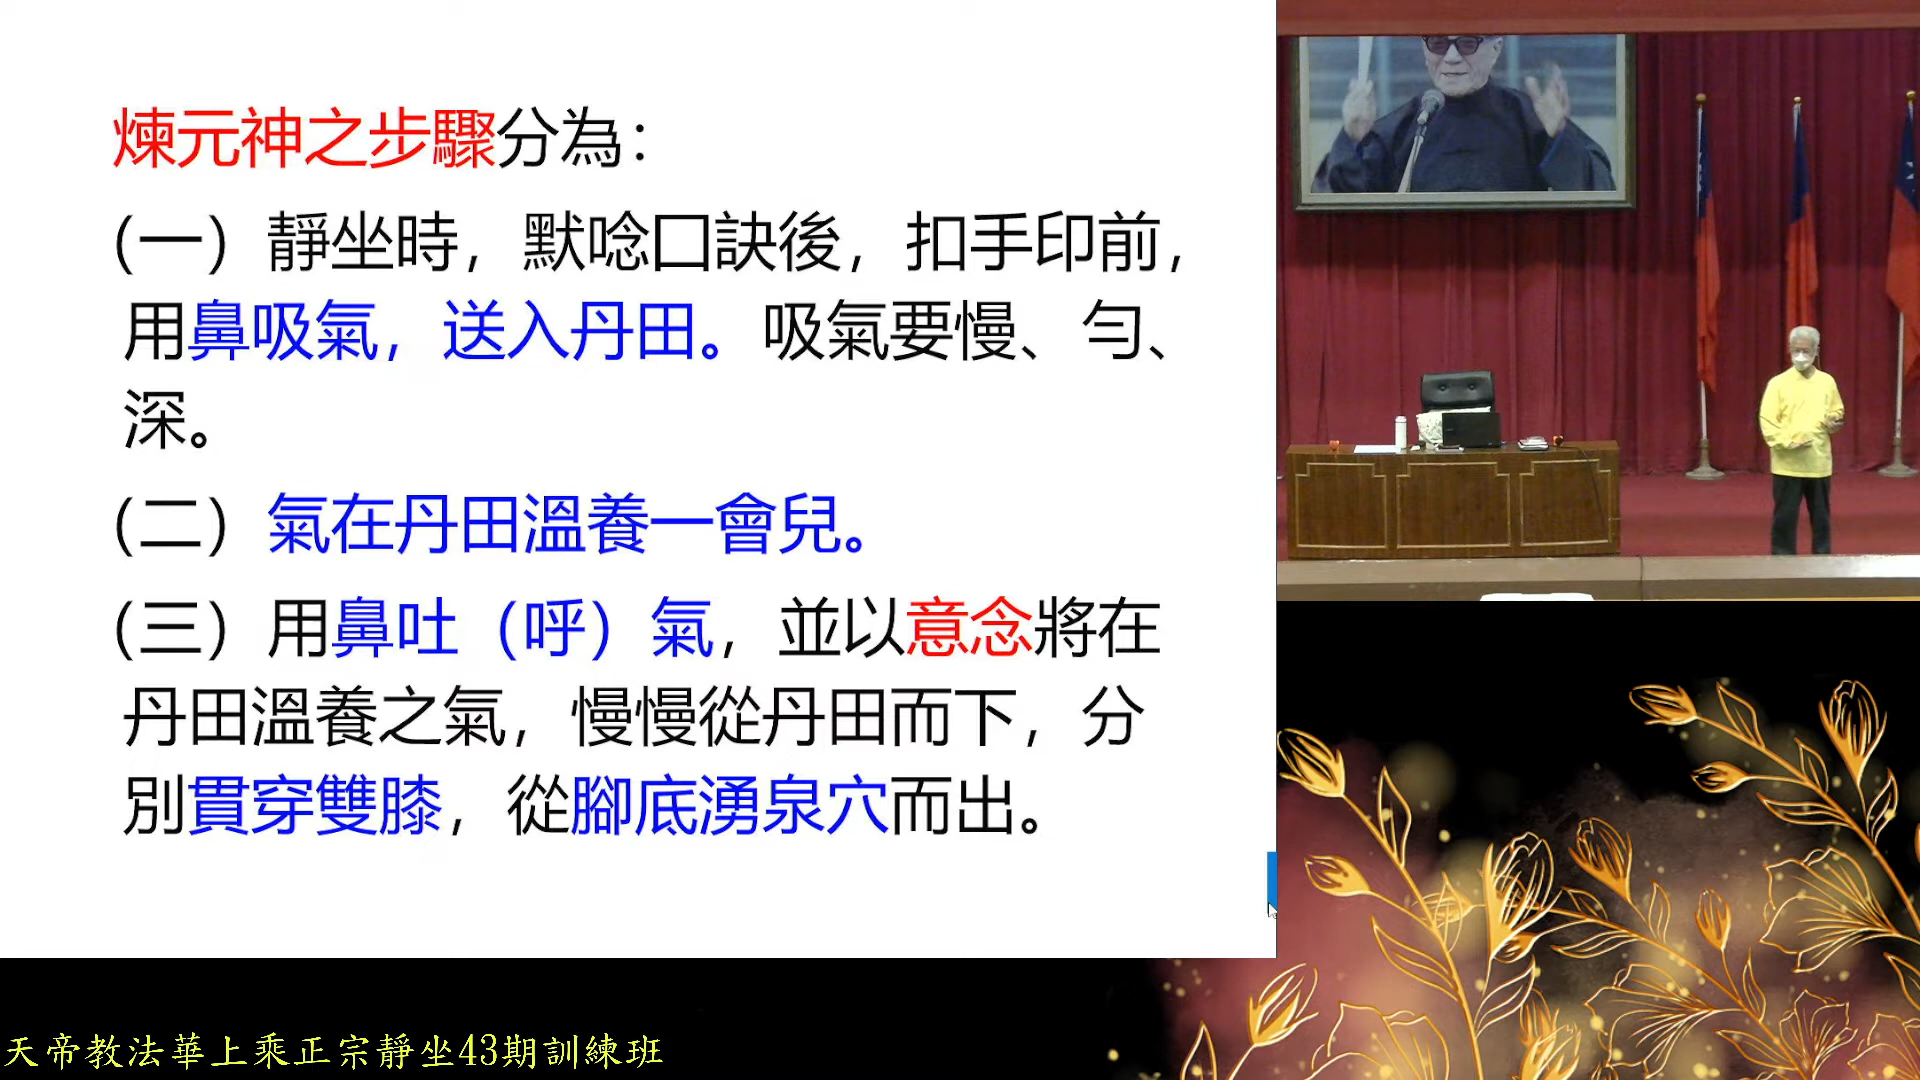 煉元神之步驟分為：
（一）靜坐時，默唸口訣後，扣手印前，
用鼻吸氣，送入丹田。吸氣要慢、勻、
深。
（二）氣在丹田溫養一會兒。
（三）用鼻吐（呼）氣，並以意念將在
丹田溫養之氣，慢慢從丹田而下，分
別貫穿雙膝，從腳底湧泉穴而出。
天帝教法華上乘正宗靜坐43期訓練班